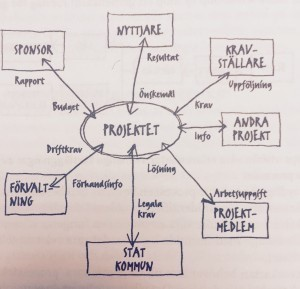 NYTTJARE
SPONSOR
KRAV-
STÄLLARE
Rapport
Resultat
Uppföljning
Önskemål
Budget
Krav
PROJEKTET
ANDRA
PROJEKT
Info
Driftkrav
Lösning
FÖRVALT-
NING
Förhandsinfo
Arbetsuppgift
Legala
krav
PROJEKT-
MEDLEM
STAT
KOMMUN